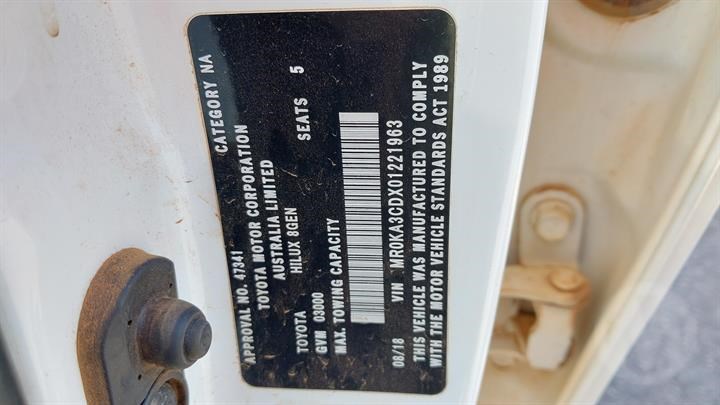 APPROVAL NO. 47341 CATEGORY NA
TOYOTA MOTOR CORPORATION
AUSTRALIA LIMITED
HILUX 8GEN
TOYOTA SEATS 5
GVM 03000
MAX. TOWING CAPACITY
08/18 VIN MR0KA3CDX01221963
THIS VEHICLE WAS MANUFACTURED TO COMPLY
WITH THE MOTOR VEHICLE STANDARDS ACT 1989